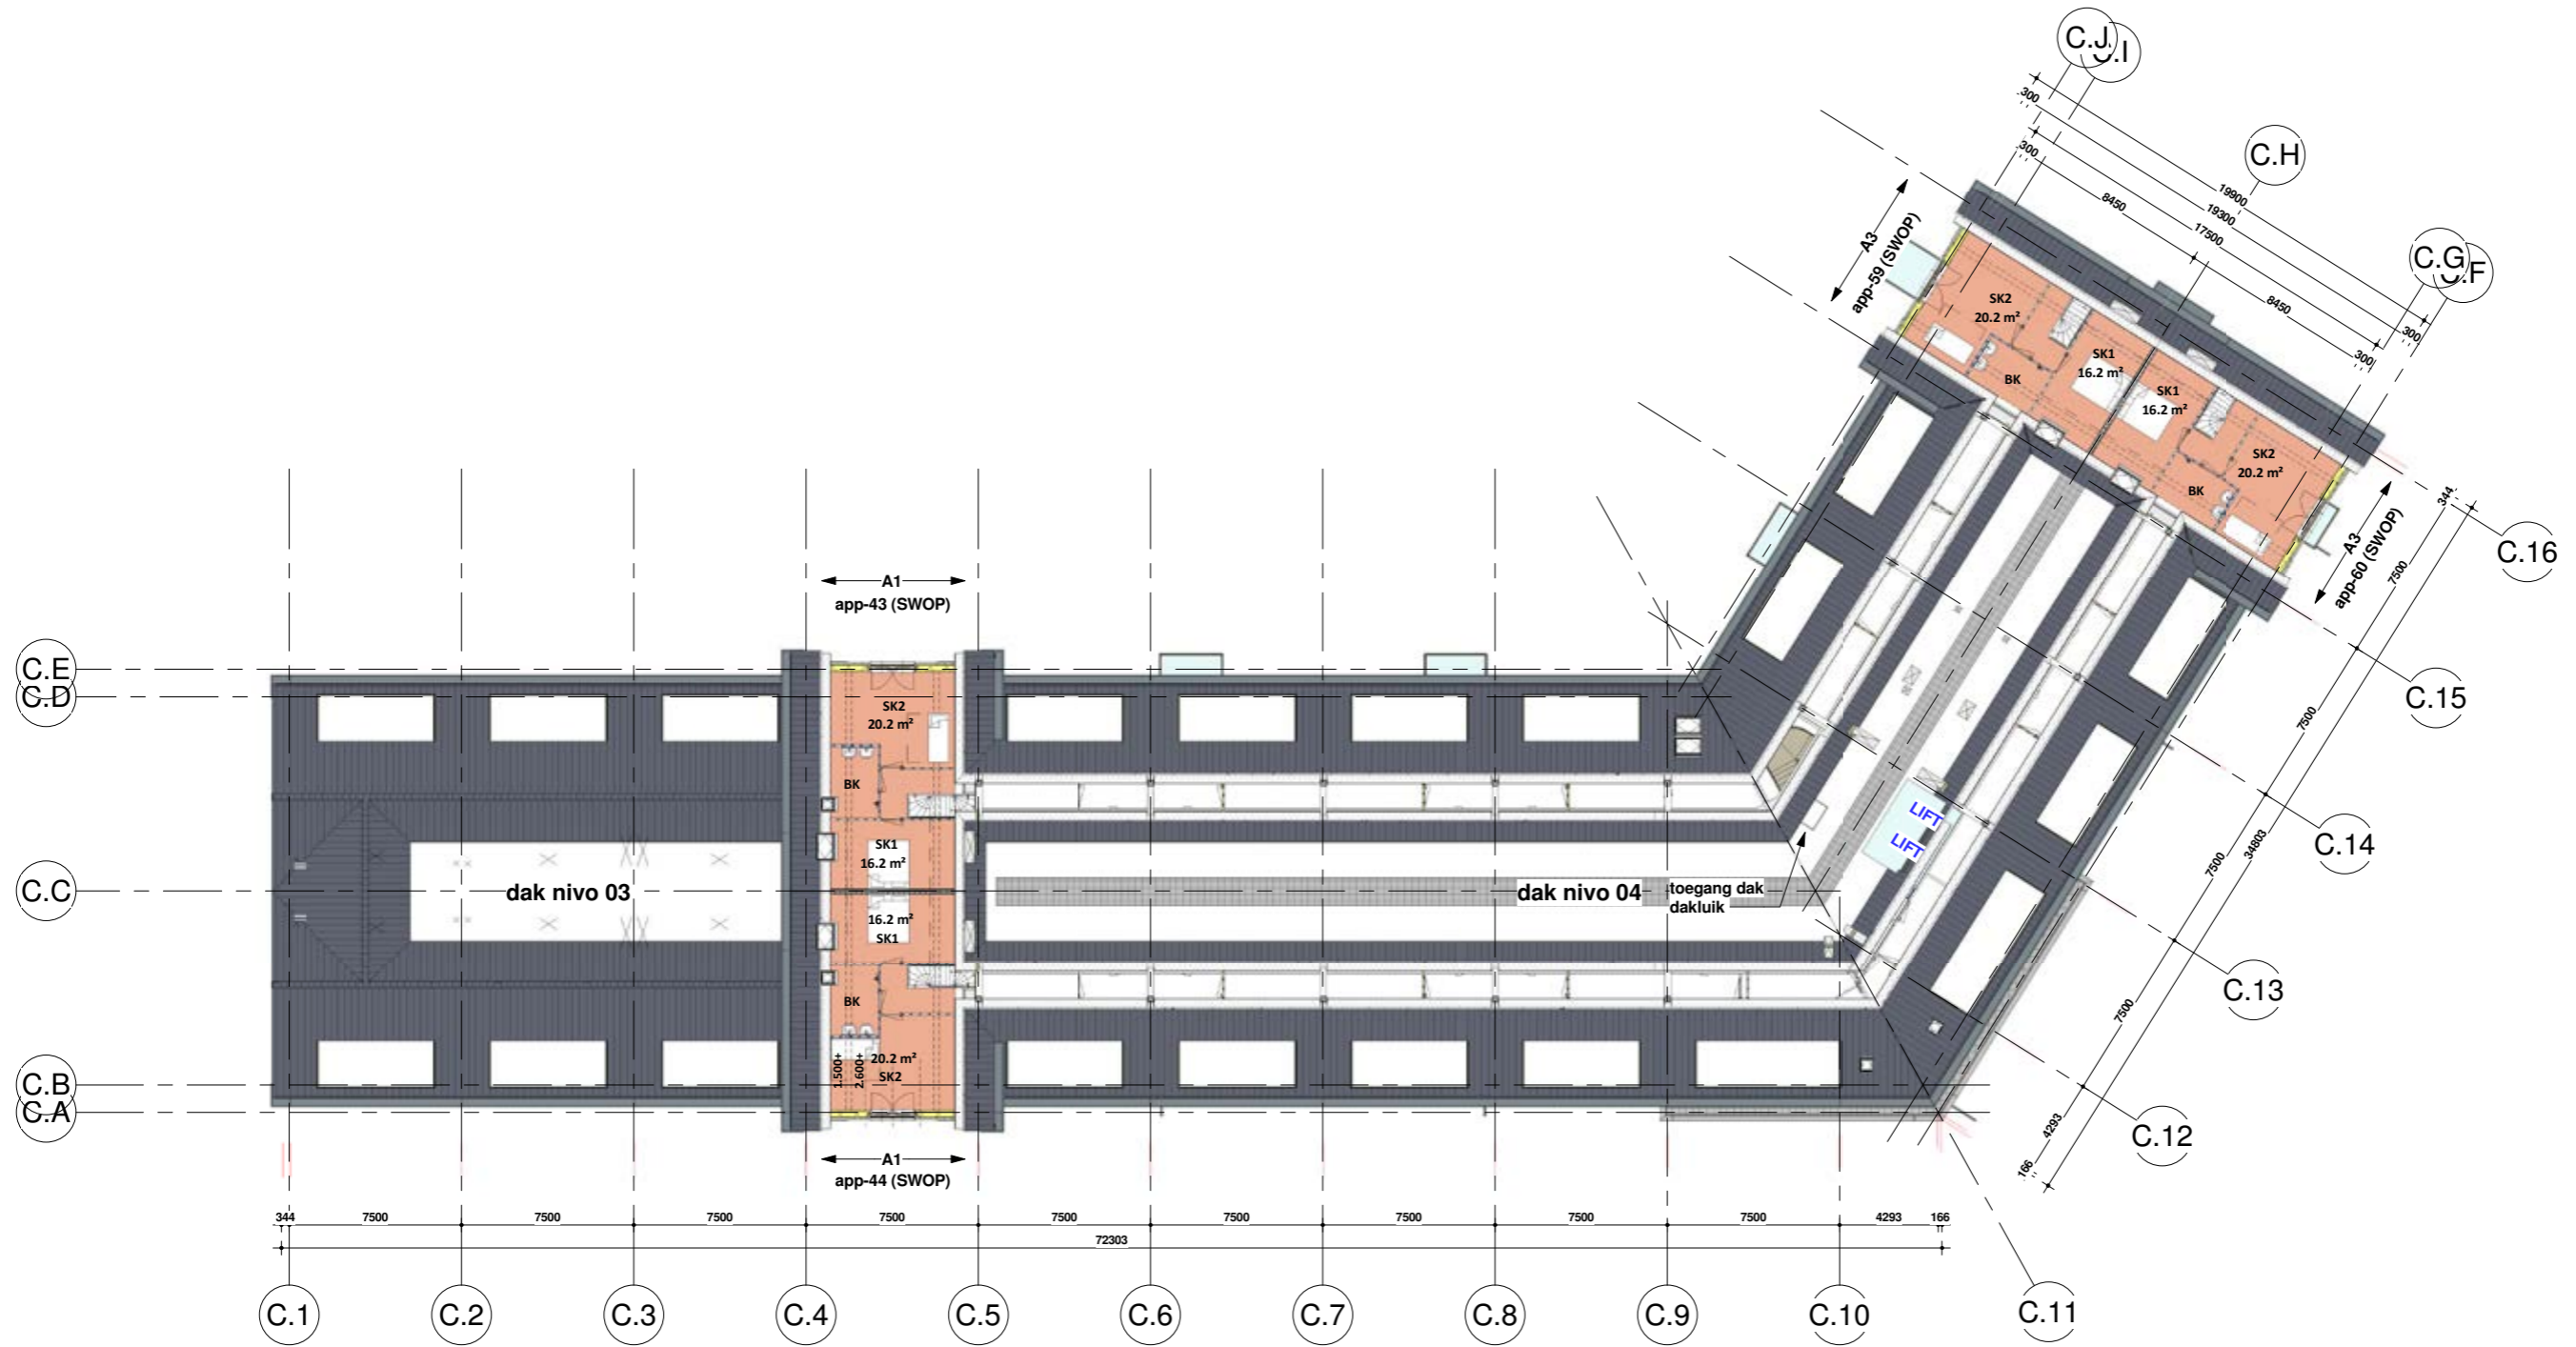 C.J
C.I
300
C.H
300
19900
8450
19300
17500
A3
app-59 (SWOP)
C.G
C.F
8450
300
300
SK2
20.2 m²
SK1
16.2 m²
BK
SK1
16.2 m²
SK2
20.2 m²
BK
344
A3
app-60 (SWOP)
C.16
7500
A1
app-43 (SWOP)
C.E
C.D
C.15
SK2
20.2 m²
7500
BK
LIFT
LIFT
C.14
SK1
16.2 m²
34803
7500
C.C
dak nivo 03
dak nivo 04
toegang dak
dakluik
16.2 m²
SK1
C.13
BK
7500
1.500+
2.600+
20.2 m²
SK2
C.B
C.A
4293
C.12
166
A1
app-44 (SWOP)
344
7500
7500
7500
7500
7500
7500
7500
7500
7500
4293
166
72303
C.1
C.2
C.3
C.4
C.5
C.6
C.7
C.8
C.9
C.10
C.11